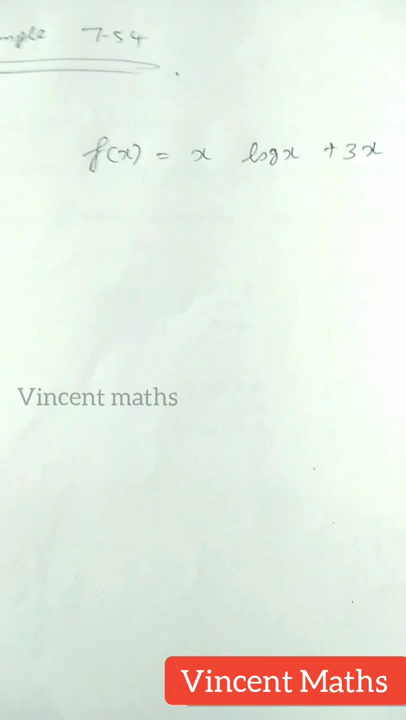 7.54
f(x) = x log x + 3x
Vincent maths
Vincent Maths